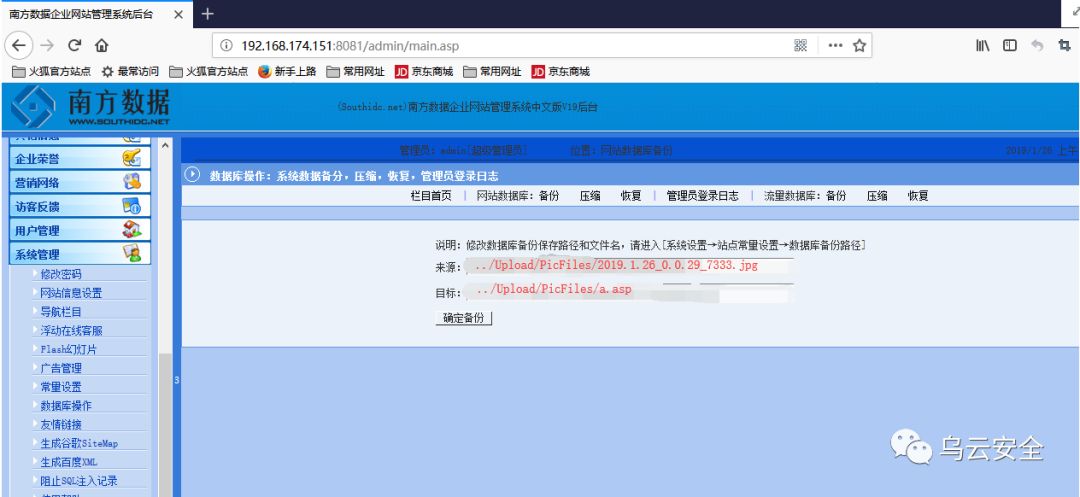 南方数据企业网站管理系统后台
192.168.174.151:8081/admin/main.asp
火狐官方站点 最常访问 火狐官方站点 新手上路 常用网址 JD 京东商城 常用网址 JD 京东商城
南方数据
WWW.SOUTHIDC.NET
(Southidc.net)南方数据企业网站管理系统中文版V19后台
管理员：admin[超级管理员] 位置：网站数据库备份 2019/1/26 上午
数据库操作：系统数据备分，压缩，恢复，管理员登录日志
栏目首页 | 网站数据库：备份 压缩 恢复 | 管理员登录日志 | 流量数据库：备份 压缩 恢复
说明：修改数据库备份保存路径和文件名，请进入[系统设置→站点常量设置→数据库备份路径]
来源：../Upload/PicFiles/2019.1.26_0.0.29_7333.jpg
目标：../Upload/PicFiles/a.asp
确定备份
企业荣誉
营销网络
访客反馈
用户管理
系统管理
修改密码
网站信息设置
导航栏目
浮动在线客服
Flash幻灯片
广告管理
常量设置
数据库操作
友情链接
生成谷歌SiteMap
生成百度XML
阻止SQL注入记录
3
乌云安全